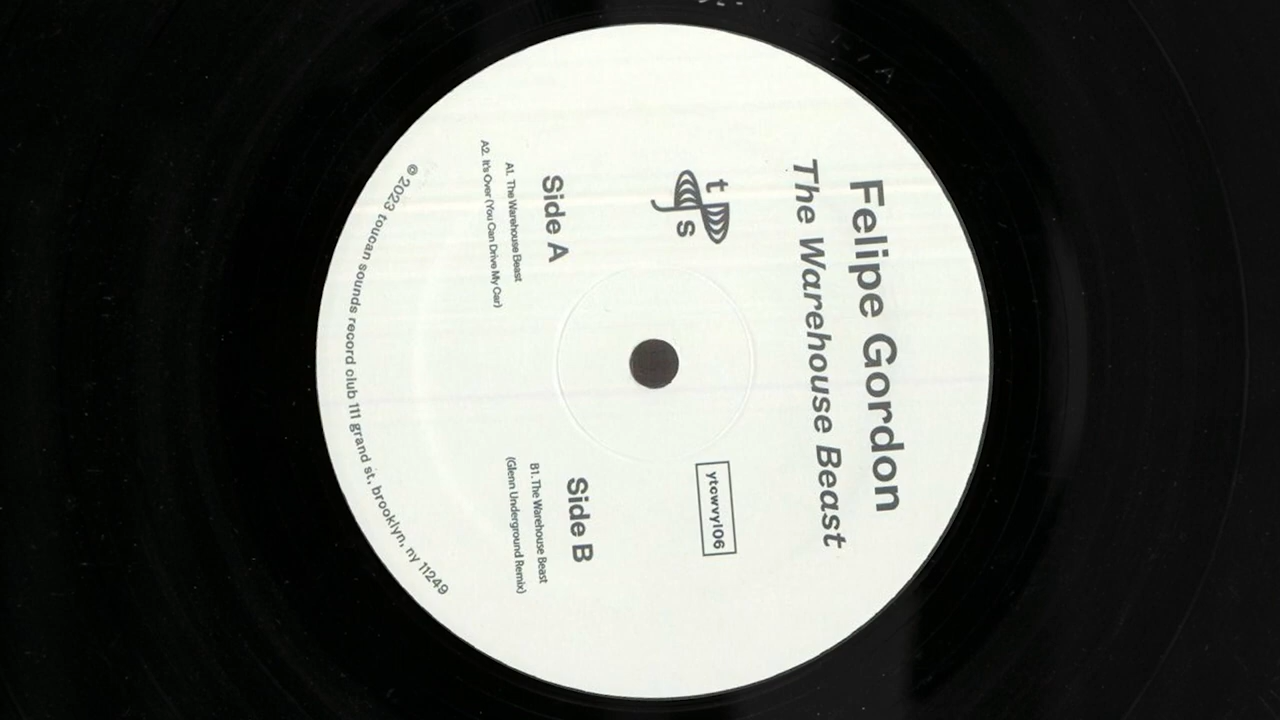 Felipe Gordon
The Warehouse Beast
t
s
ytowvyl06
Side A
A1. The Warehouse Beast
A2. It's Over (You Can Drive My Car)
Side B
B1. The Warehouse Beast
(Glenn Underground Remix)
© 2023 toucan sounds record club 111 grand st, brooklyn, ny 11249